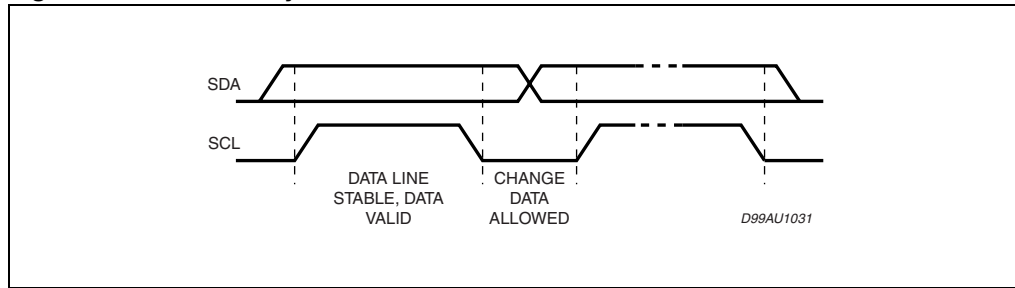 SDA
SCL
DATA LINE
STABLE, DATA
VALID
CHANGE
DATA
ALLOWED
D99AU1031